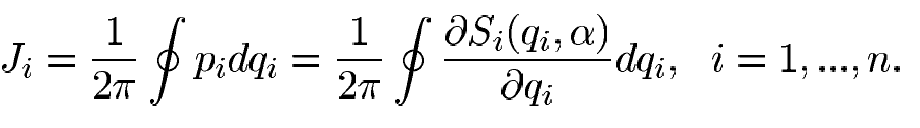 J_i = \frac{1}{2\pi} \oint p_i dq_i = \frac{1}{2\pi} \oint \frac{\partial S_i(q_i, \alpha)}{\partial q_i} dq_i, \ \ i = 1, ..., n.